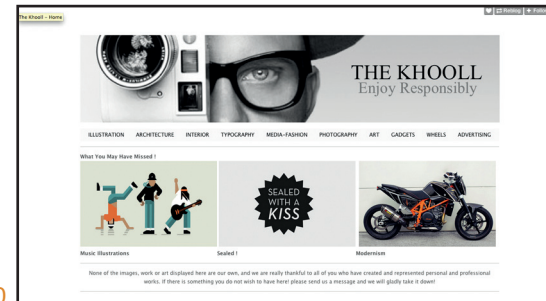 The Khooll - Home
Reblog
THE KHOOLL
Enjoy Responsibly
ILLUSTRATION ARCHITECTURE INTERIOR TYPOGRAPHY MEDIA-FASHION PHOTOGRAPHY ART GADGETS WHEELS ADVERTISING
What You May Have Missed !
SEALED
WITH A
KISS
Music Illustrations Sealed ! Modernism
None of the images, work or art displayed here are our own, and we are really thankful to all of you who have created and represented personal and professional
works. If there is something you do not wish to have here! please send us a message and we will gladly take it down!